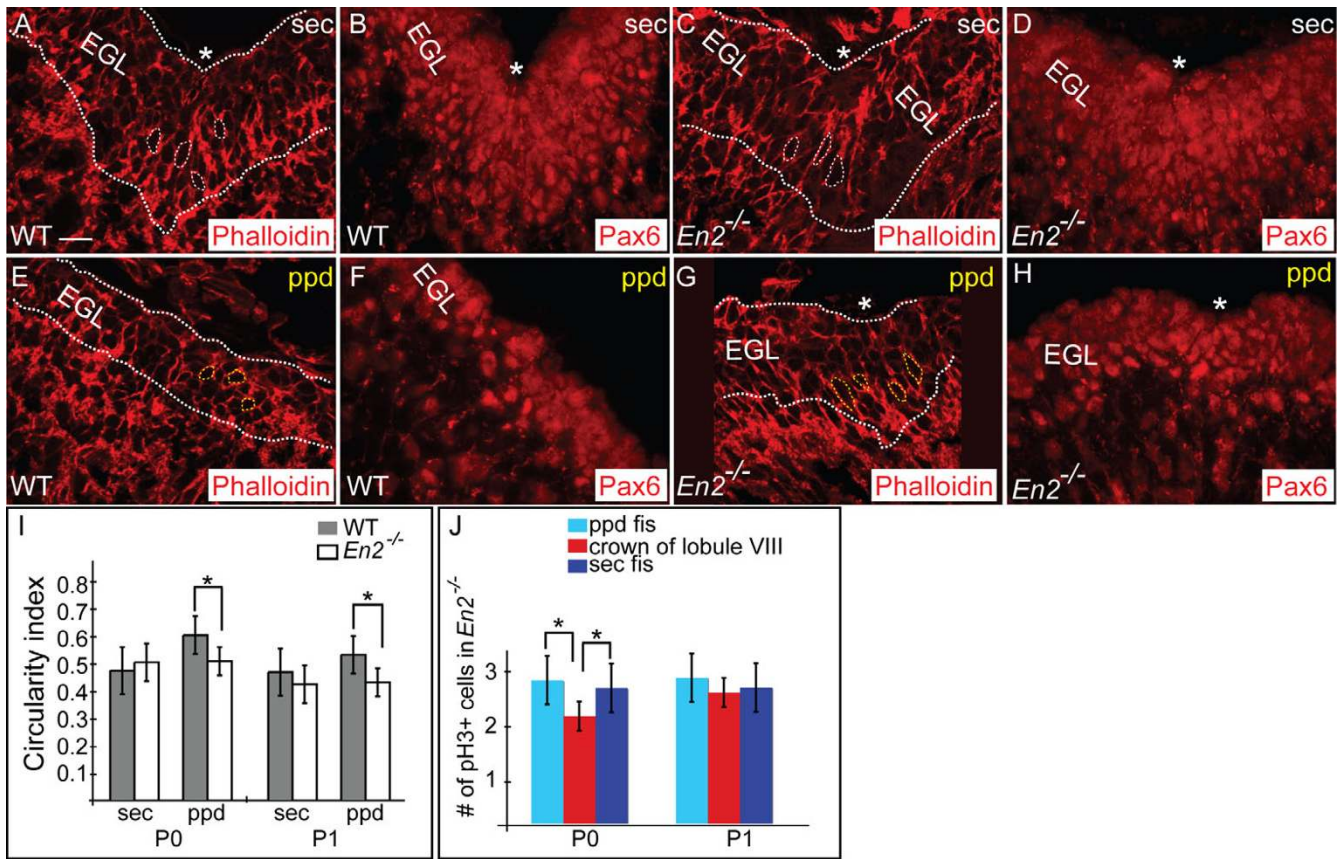 A EGL * sec WT Phalloidin
B EGL * sec WT Pax6
C EGL * sec EGL En2-/- Phalloidin
D EGL * sec En2-/- Pax6
E EGL ppd WT Phalloidin
F EGL ppd WT Pax6
G EGL * ppd En2-/- Phalloidin
H EGL * ppd En2-/- Pax6
I
WT
En2-/-
Circularity index
0.8
0.7
0.6
0.5
0.4
0.3
0.2
0.1
* *
sec ppd sec ppd
P0 P1
J
ppd fis
crown of lobule VIII
sec fis
# of pH3+ cells in En2-/-
3
2
1
* *
P0 P1